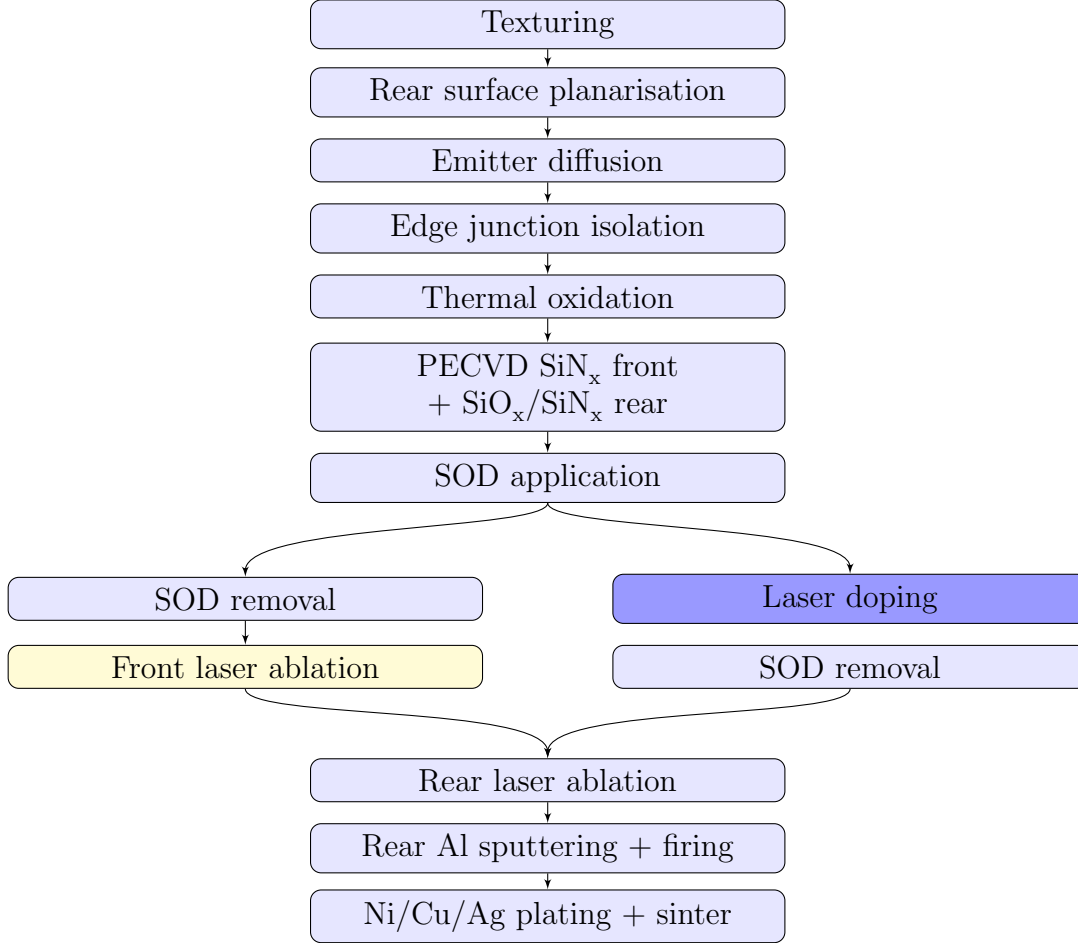 Texturing
Rear surface planarisation
Emitter diffusion
Edge junction isolation
Thermal oxidation
PECVD SiNₓ front
+ SiOₓ/SiNₓ rear
SOD application
SOD removal
Laser doping
Front laser ablation
SOD removal
Rear laser ablation
Rear Al sputtering + firing
Ni/Cu/Ag plating + sinter